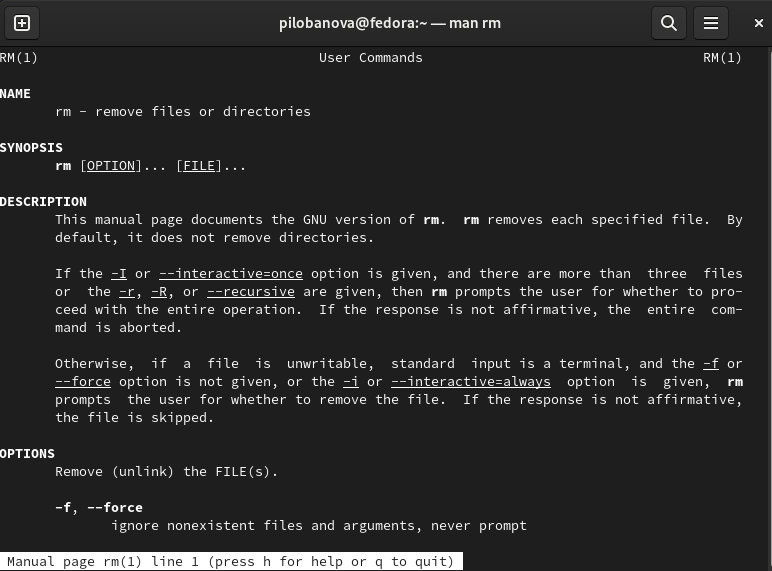 pilobanova@fedora:~ — man rm
RM(1) User Commands RM(1)
NAME
rm - remove files or directories
SYNOPSIS
rm [OPTION]... [FILE]...
DESCRIPTION
This manual page documents the GNU version of rm. rm removes each specified file. By
default, it does not remove directories.
If the -I or --interactive=once option is given, and there are more than three files
or the -r, -R, or --recursive are given, then rm prompts the user for whether to pro-
ceed with the entire operation. If the response is not affirmative, the entire com-
mand is aborted.
Otherwise, if a file is unwritable, standard input is a terminal, and the -f or
--force option is not given, or the -i or --interactive=always option is given, rm
prompts the user for whether to remove the file. If the response is not affirmative,
the file is skipped.
OPTIONS
Remove (unlink) the FILE(s).
-f, --force
ignore nonexistent files and arguments, never prompt
Manual page rm(1) line 1 (press h for help or q to quit)